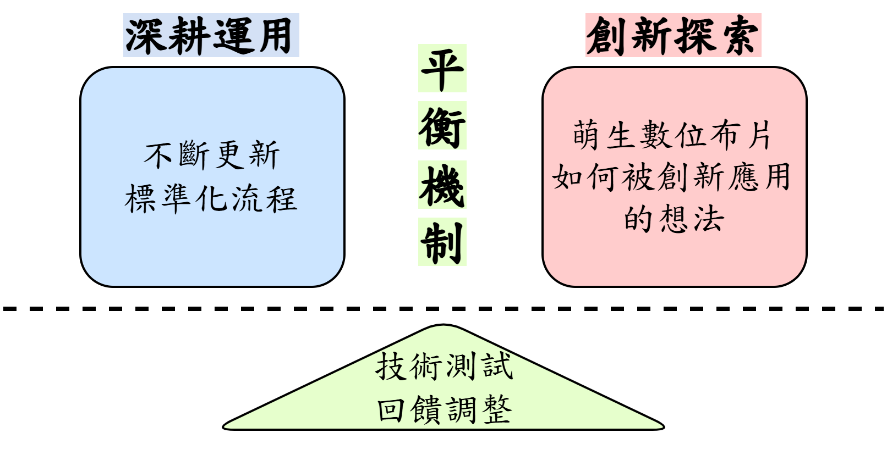 深耕運用
不斷更新
標準化流程
平
衡
機
制
創新探索
萌生數位布片
如何被創新應用
的想法
技術測試
回饋調整